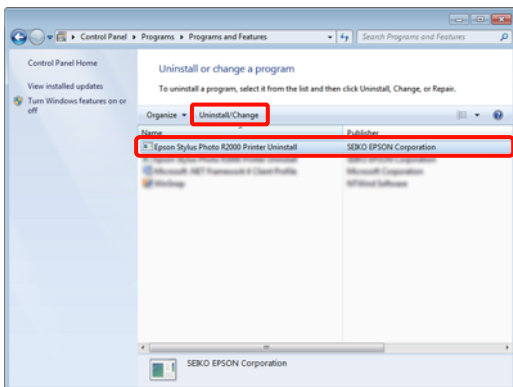 Control Panel ▸ Programs ▸ Programs and Features
Search Programs and Features
Control Panel Home
View installed updates
Turn Windows features on or
off
Uninstall or change a program
To uninstall a program, select it from the list and then click Uninstall, Change, or Repair.
Organize Uninstall/Change
Name Publisher
Epson Stylus Photo R2000 Printer Uninstall SEIKO EPSON Corporation
SEIKO EPSON Corporation